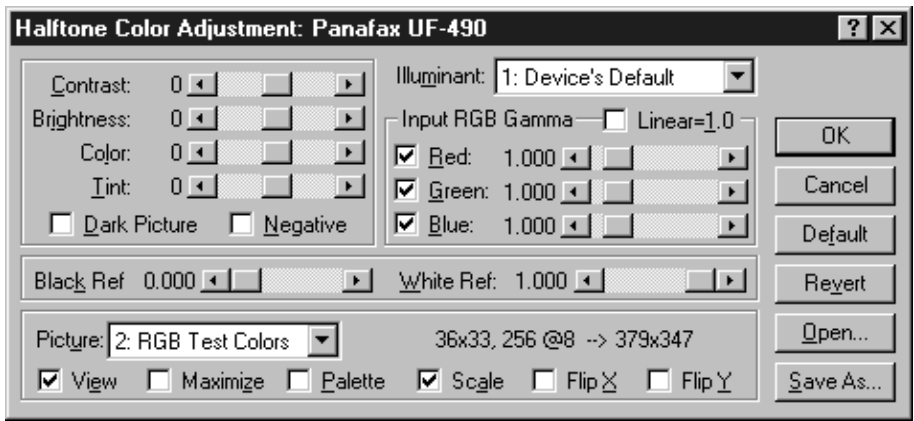 Halftone Color Adjustment: Panafax UF-490 ? ×
Contrast: 0
Brightness: 0
Color: 0
Tint: 0
Dark Picture Negative
Illuminant: 1: Device's Default
Input RGB Gamma Linear=1.0
Red: 1.000
Green: 1.000
Blue: 1.000
Black Ref 0.000 White Ref: 1.000
Picture: 2: RGB Test Colors 36x33, 256 @8 --> 379x347
View Maximize Palette Scale Flip X Flip Y
OK
Cancel
Default
Revert
Open...
Save As...